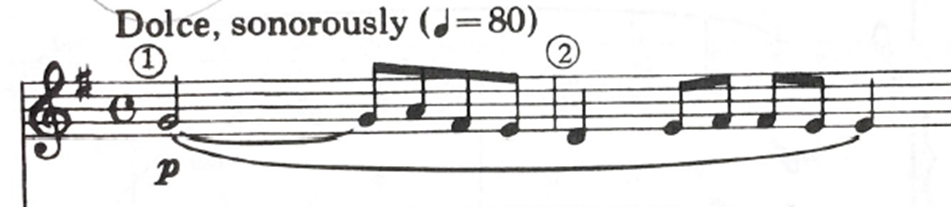 Dolce, sonorously (♩=80)
① ②
p